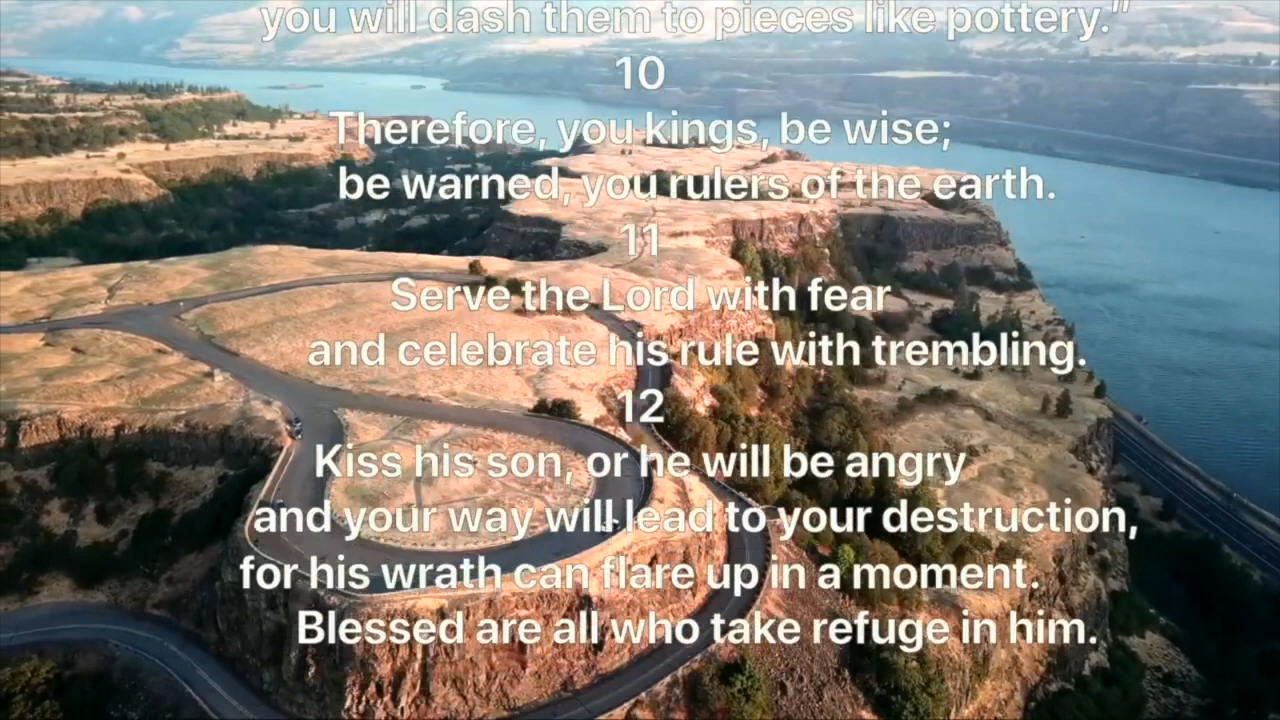 you will dash them to pieces like pottery.”
10
Therefore, you kings, be wise;
be warned, you rulers of the earth.
11
Serve the Lord with fear
and celebrate his rule with trembling.
12
Kiss his son, or he will be angry
and your way will lead to your destruction,
for his wrath can flare up in a moment.
Blessed are all who take refuge in him.